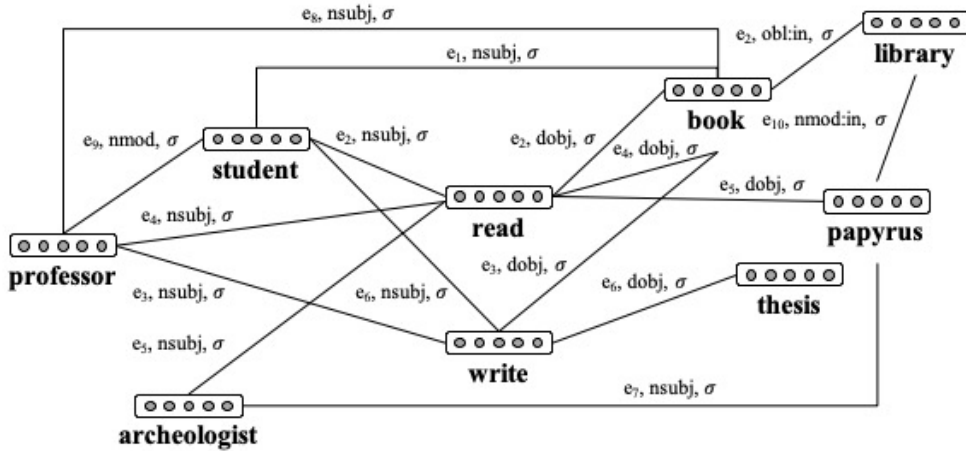 e₈, nsubj, σ
e₂, obl:in, σ
library
e₁, nsubj, σ
book
e₁₀, nmod:in, σ
e₉, nmod, σ
student
e₂, nsubj, σ
e₂, dobj, σ
e₄, dobj, σ
e₅, dobj, σ
e₄, nsubj, σ
read
papyrus
professor
e₃, nsubj, σ
e₆, nsubj, σ
e₃, dobj, σ
e₆, dobj, σ
thesis
e₅, nsubj, σ
write
e₇, nsubj, σ
archeologist